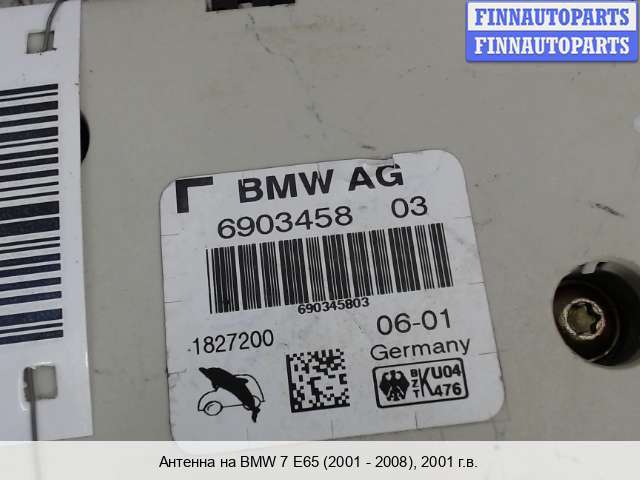 FINNAUTOPARTS
FINNAUTOPARTS
BMW AG
6903458 03
690345803
1827200
06-01
Germany
BZT KU04
476
Антенна на BMW 7 E65 (2001 - 2008), 2001 г.в.